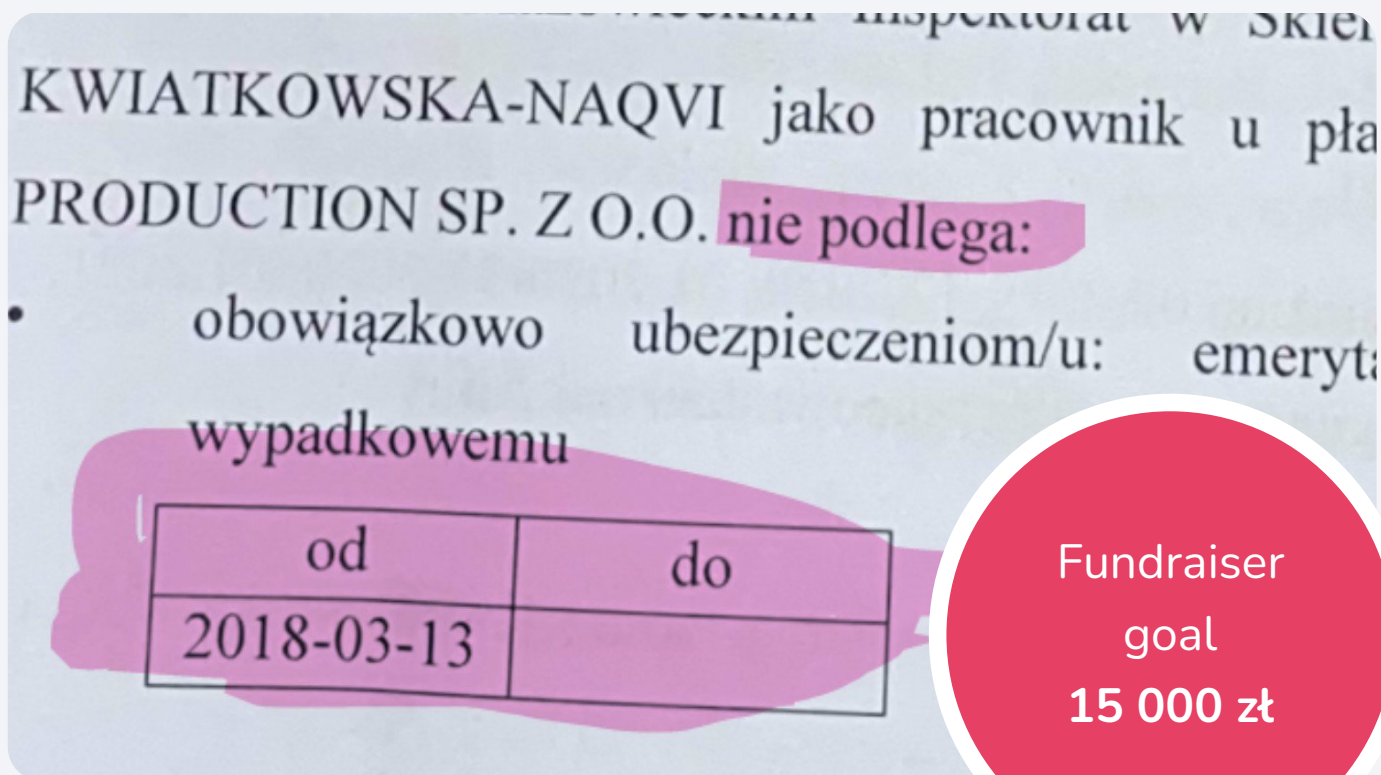 Inspektorat w
KWIATKOWSKA-NAQVI jako pracownik u
PRODUCTION SP. Z O.O. nie podlega:
• obowiązkowo ubezpieczeniom/u:
wypadkowemu
od do
2018-03-13
Fundraiser
goal
15 000 zł